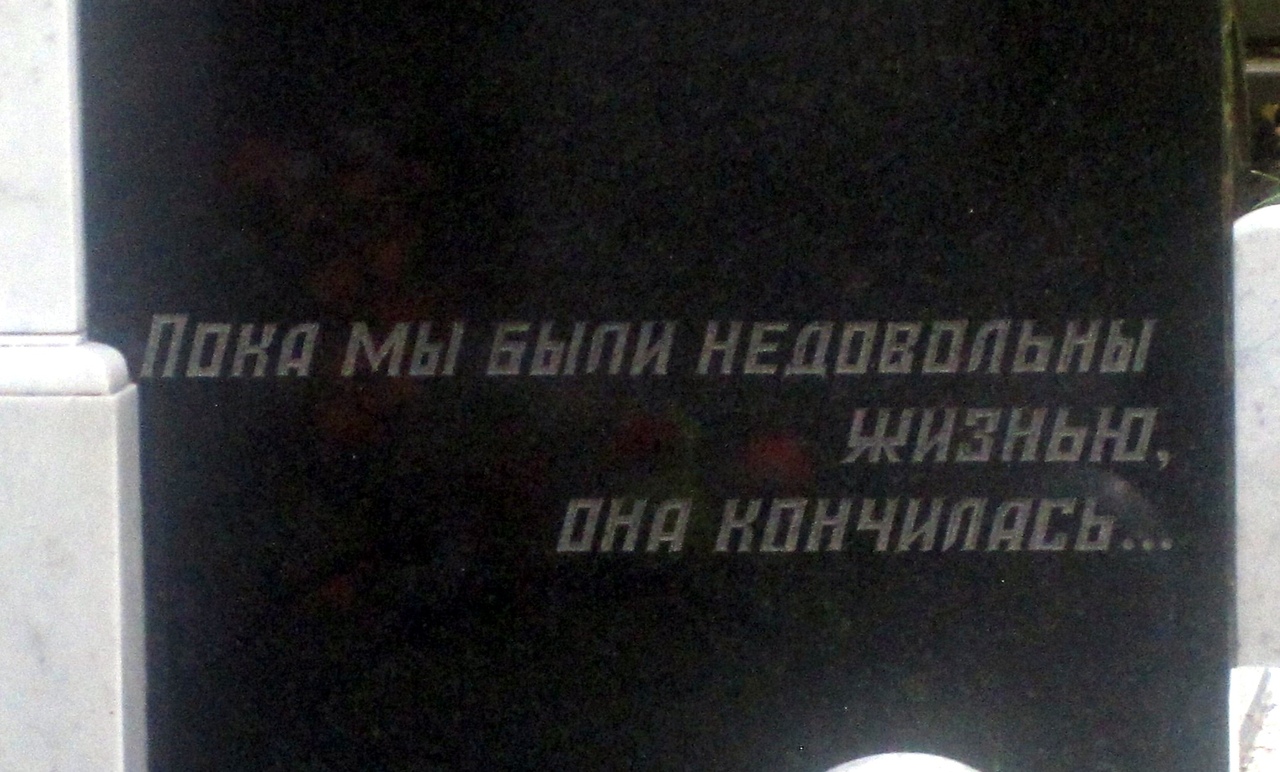 Пока мы были недовольны
жизнью,
она кончилась...